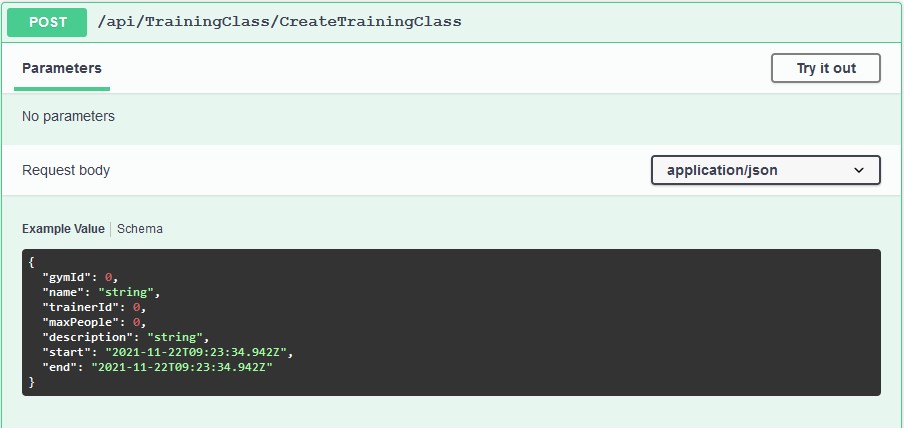 POST /api/TrainingClass/CreateTrainingClass
Parameters Try it out
No parameters
Request body application/json
Example Value Schema
{
"gymId": 0,
"name": "string",
"trainerId": 0,
"maxPeople": 0,
"description": "string",
"start": "2021-11-22T09:23:34.942Z",
"end": "2021-11-22T09:23:34.942Z"
}